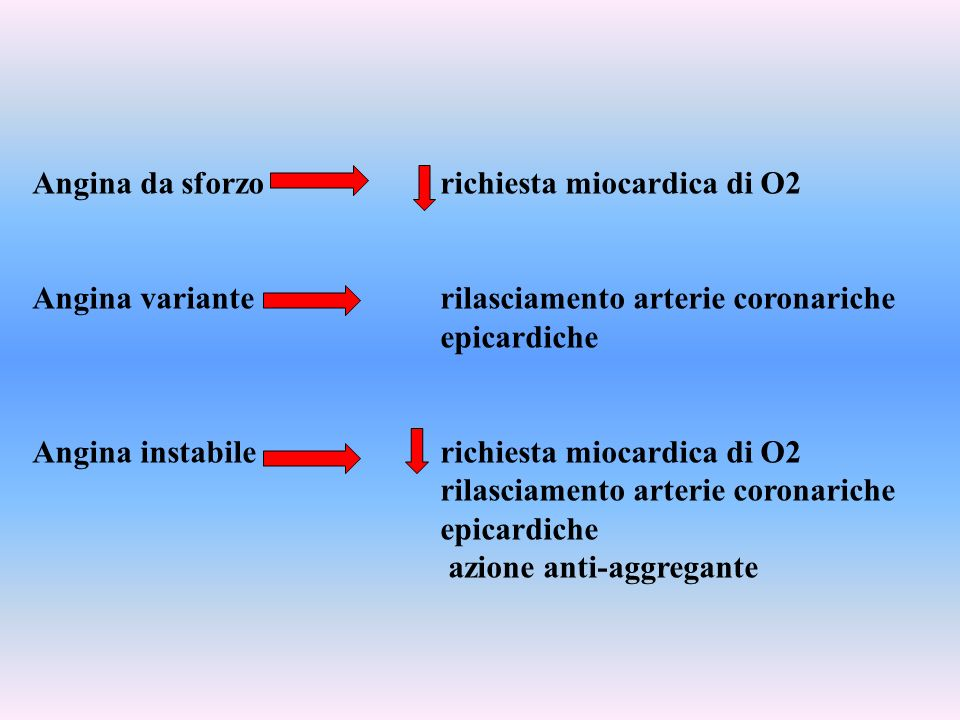 Angina da sforzo richiesta miocardica di O2
Angina variante rilasciamento arterie coronariche
epicardiche
Angina instabile richiesta miocardica di O2
rilasciamento arterie coronariche
epicardiche
azione anti-aggregante